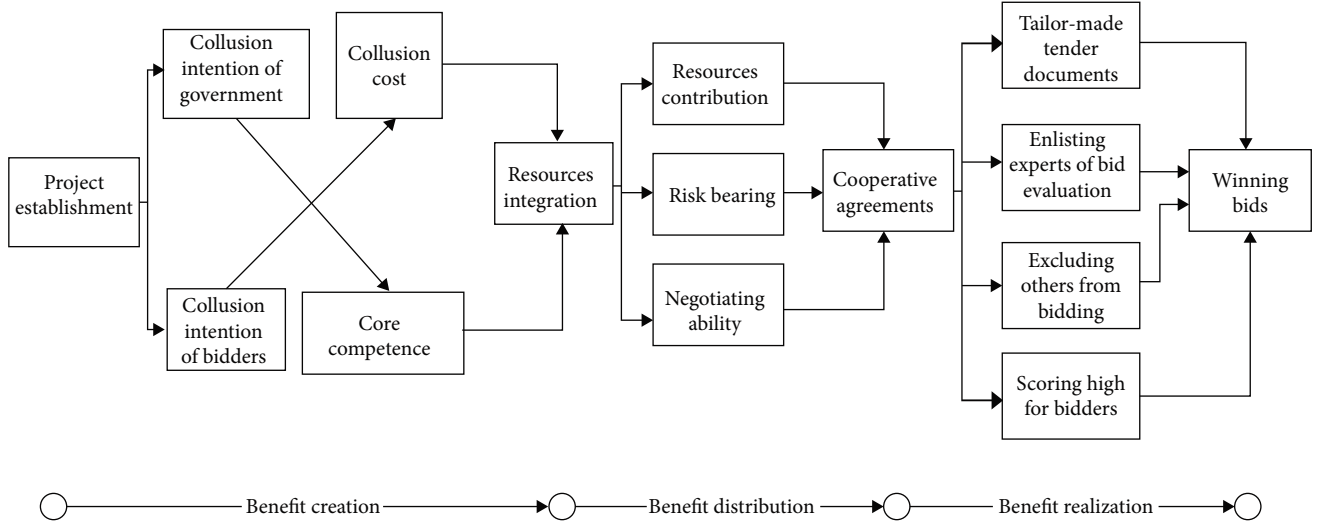 Project
establishment
Collusion
intention of
government
Collusion
intention
of bidders
Collusion
cost
Core
competence
Resources
integration
Resources
contribution
Risk bearing
Negotiating
ability
Cooperative
agreements
Tailor-made
tender
documents
Enlisting
experts of bid
evaluation
Excluding
others from
bidding
Scoring high
for bidders
Winning
bids
Benefit creation
Benefit distribution
Benefit realization